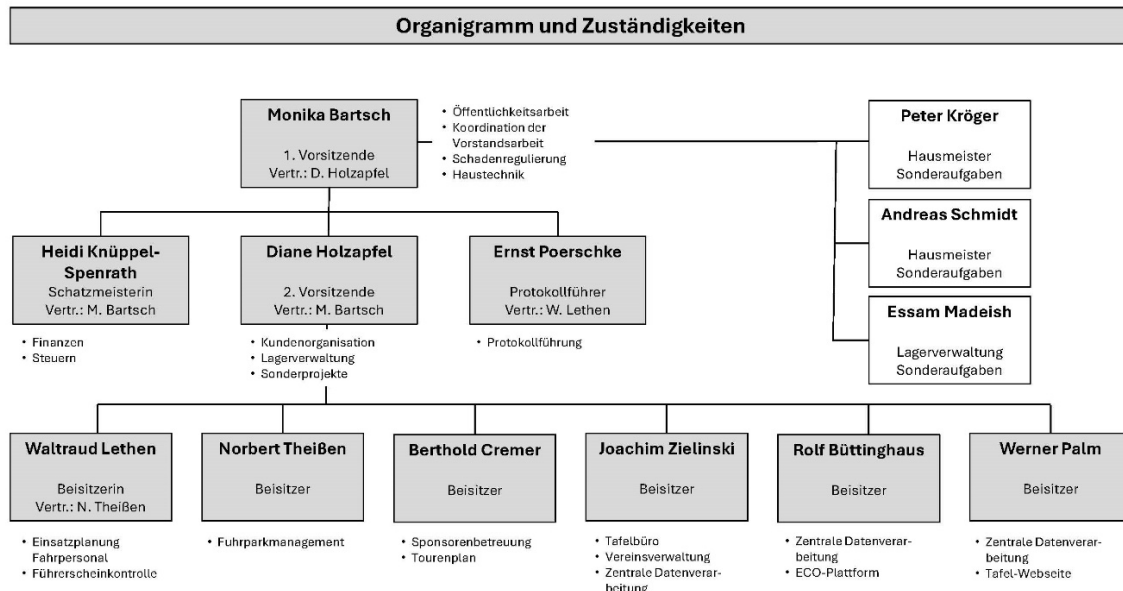 Organigramm und Zuständigkeiten
Monika Bartsch
1. Vorsitzende
Vertr.: D. Holzapfel
• Öffentlichkeitsarbeit
• Koordination der
Vorstandsarbeit
• Schadenregulierung
• Haustechnik
Peter Kröger
Hausmeister
Sonderaufgaben
Andreas Schmidt
Hausmeister
Sonderaufgaben
Essam Madeish
Lagerverwaltung
Sonderaufgaben
Heidi Knüppel-
Spenrath
Schatzmeisterin
Vertr.: M. Bartsch
• Finanzen
• Steuern
Diane Holzapfel
2. Vorsitzende
Vertr.: M. Bartsch
• Kundenorganisation
• Lagerverwaltung
• Sonderprojekte
Ernst Poerschke
Protokollführer
Vertr.: W. Lethen
• Protokollführung
Waltraud Lethen
Beisitzerin
Vertr.: N. Theißen
• Einsatzplanung
Fahrpersonal
• Führerscheinkontrolle
Norbert Theißen
Beisitzer
• Fuhrparkmanagement
Berthold Cremer
Beisitzer
• Sponsorenbetreuung
• Tourenplan
Joachim Zielinski
Beisitzer
• Tafelbüro
• Vereinsverwaltung
• Zentrale Datenverar-
beitung
Rolf Büttinghaus
Beisitzer
• Zentrale Datenverar-
beitung
• ECO-Plattform
Werner Palm
Beisitzer
• Zentrale Datenverar-
beitung
• Tafel-Webseite